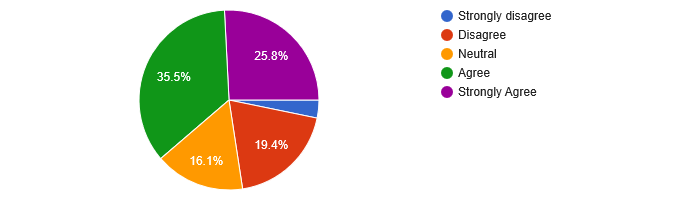 Strongly disagree
Disagree
Neutral
Agree
Strongly Agree
25.8%
35.5%
19.4%
16.1%